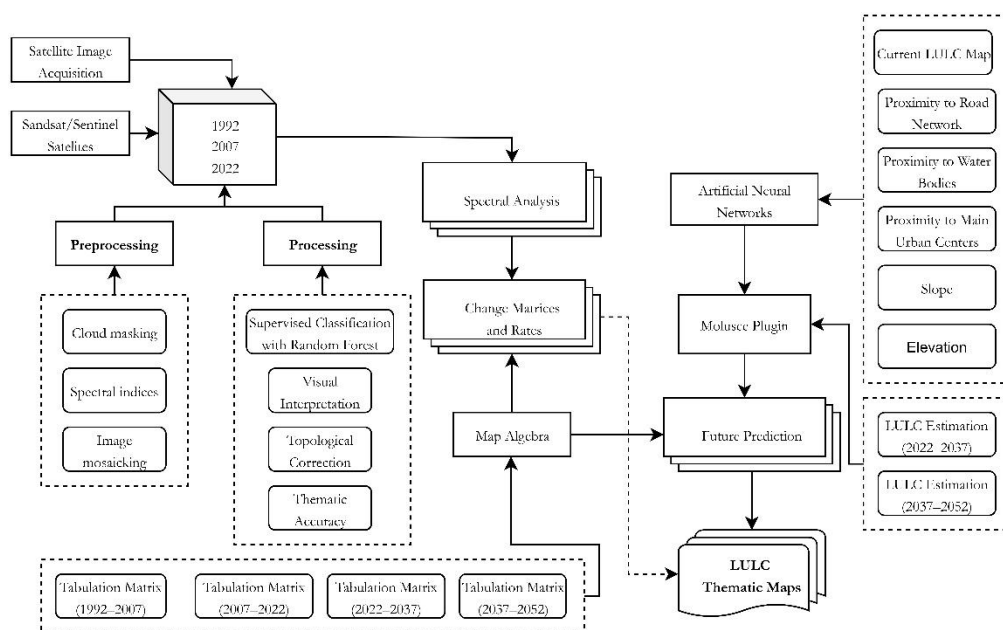 Satellite Image
Acquisition
Sandsat/Sentinel
Satelites
1992
2007
2022
Preprocessing
Processing
Cloud masking
Spectral indices
Image
mosaicking
Supervised Classification
with Random Forest
Visual
Interpretation
Topological
Correction
Thematic
Accuracy
Spectral Analysis
Change Matrices
and Rates
Map Algebra
Artificial Neural
Networks
Molusce Plugin
Future Prediction
LULC
Thematic Maps
Current LULC Map
Proximity to Road
Network
Proximity to Water
Bodies
Proximity to Main
Urban Centers
Slope
Elevation
LULC Estimation
(2022–2037)
LULC Estimation
(2037–2052)
Tabulation Matrix
(1992–2007)
Tabulation Matrix
(2007–2022)
Tabulation Matrix
(2022–2037)
Tabulation Matrix
(2037–2052)